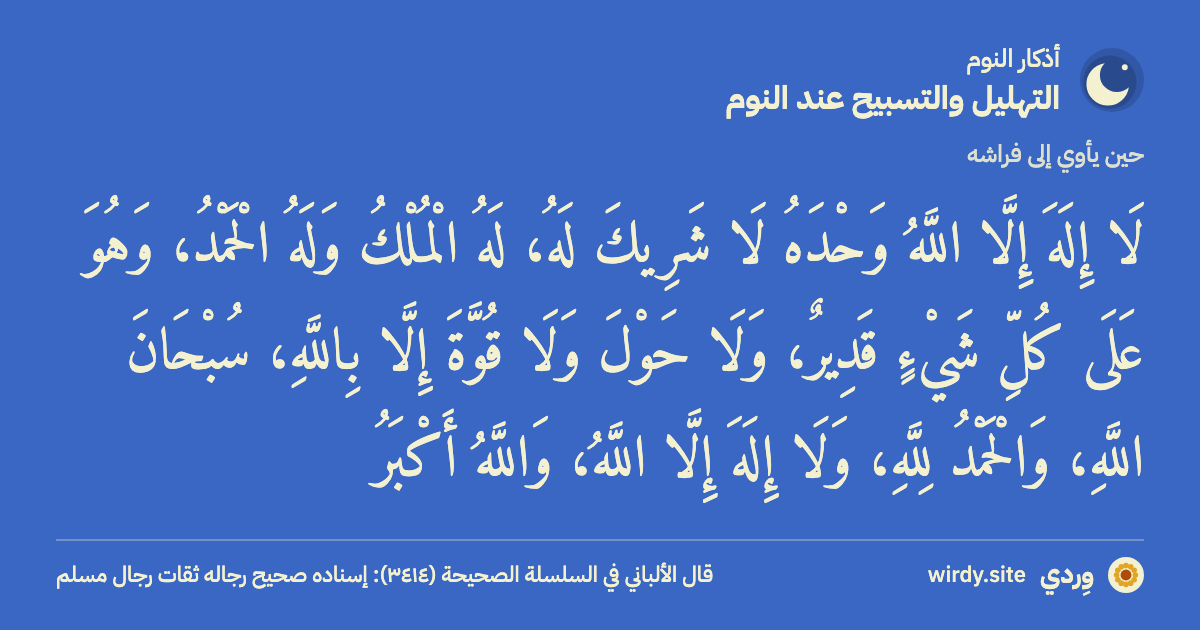 أذكار النوم
التهليل والتسبيح عند النوم
حين يأوي إلى فراشه
لَا إِلَهَ إِلَّا اللَّهُ وَحْدَهُ لَا شَرِيكَ لَهُ، لَهُ الْمُلْكُ وَلَهُ الْحَمْدُ، وَهُوَ
عَلَى كُلِّ شَيْءٍ قَدِيرٌ، وَلَا حَوْلَ وَلَا قُوَّةَ إِلَّا بِاللَّهِ، سُبْحَانَ
اللَّهِ، وَالْحَمْدُ لِلَّهِ، وَلَا إِلَهَ إِلَّا اللَّهُ، وَاللَّهُ أَكْبَرُ
وِردي wirdy.site
قال الألباني في السلسلة الصحيحة (٣٤١٤): إسناده صحيح رجاله ثقات رجال مسلم